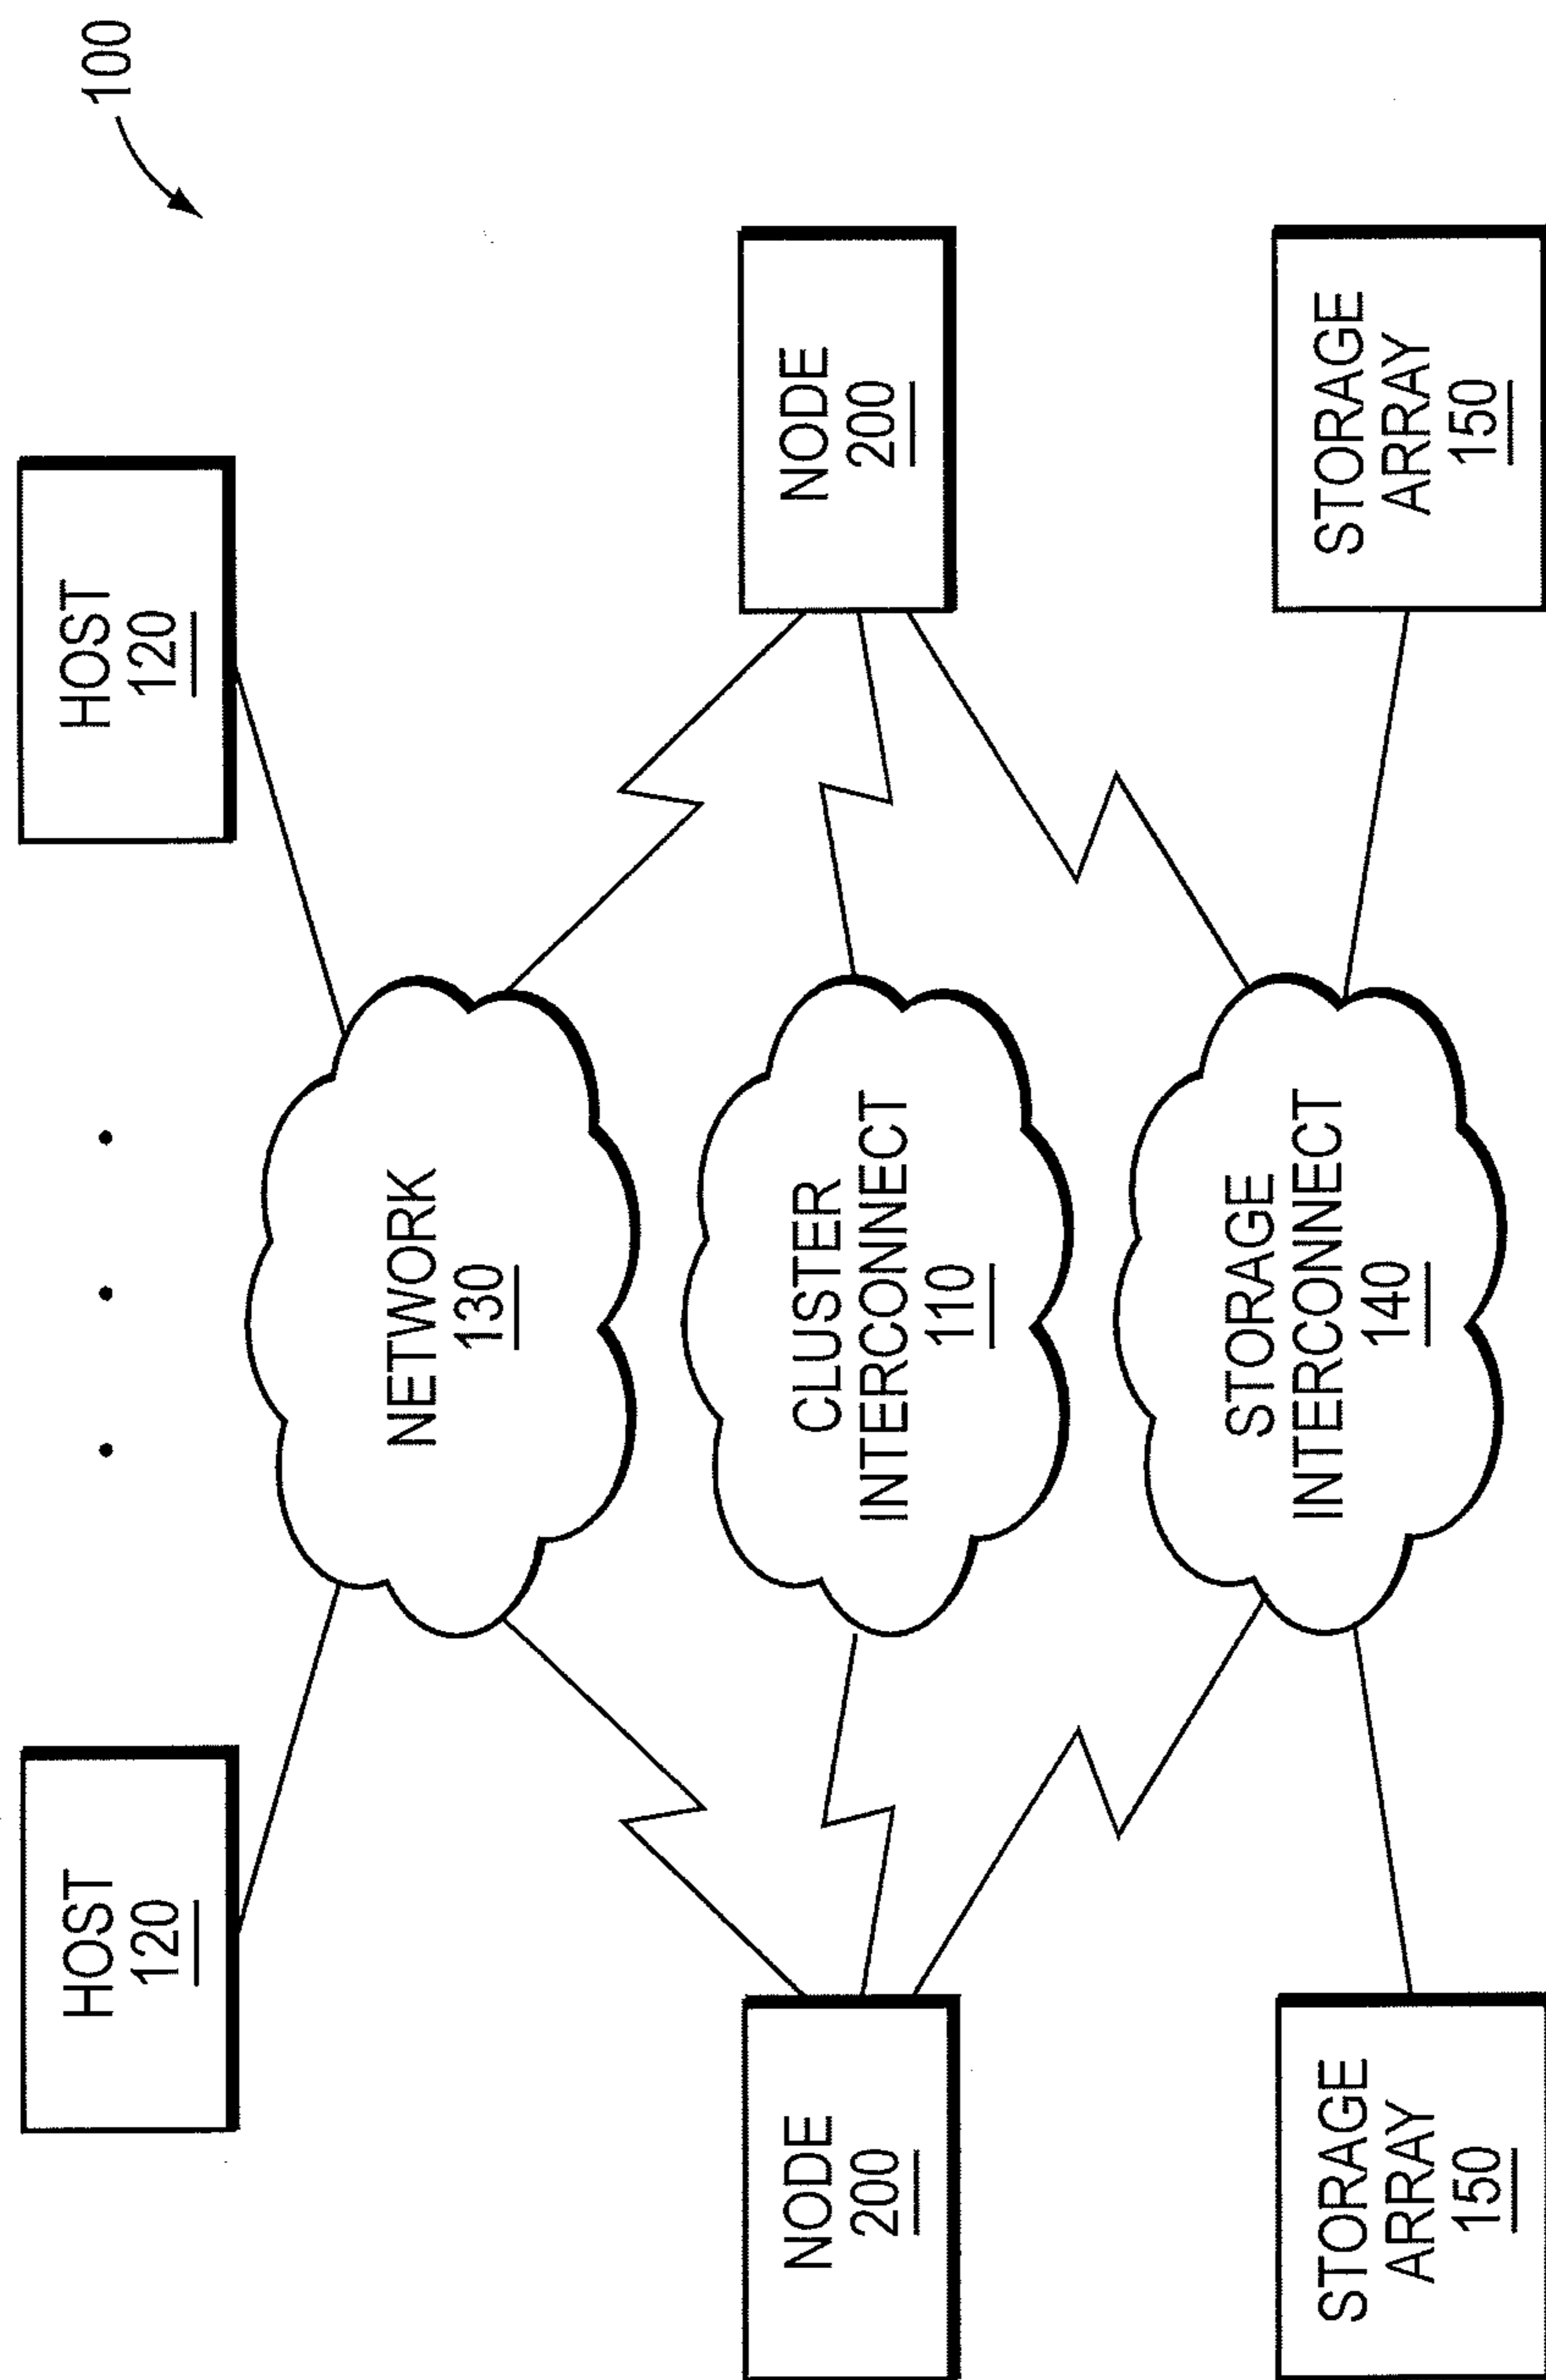 100
HOST
120
HOST
120
NETWORK
130
NODE
200
CLUSTER
INTERCONNECT
110
NODE
200
STORAGE
INTERCONNECT
140
STORAGE
ARRAY
150
STORAGE
ARRAY
150